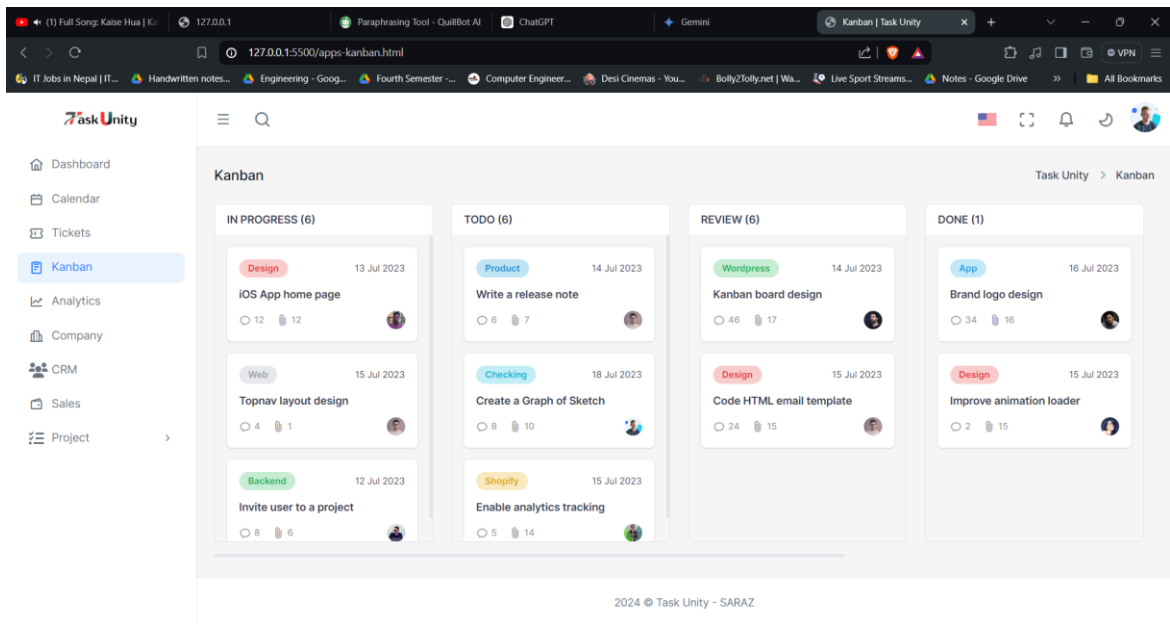 (1) Full Song: Kaise Hua | Ka
127.0.0.1
Paraphrasing Tool - QuillBot AI
ChatGPT
Gemini
Kanban | Task Unity
127.0.0.1:5500/apps-kanban.html
VPN
IT Jobs in Nepal | IT...
Handwritten notes...
Engineering - Goog...
Fourth Semester -...
Computer Engineer...
Desi Cinemas - You...
Bolly2Tolly.net | Wa...
Live Sport Streams...
Notes - Google Drive
All Bookmarks
Task Unity
Dashboard
Calendar
Tickets
Kanban
Analytics
Company
CRM
Sales
Project
Kanban
Task Unity > Kanban
IN PROGRESS (6)
Design 13 Jul 2023
iOS App home page
12 12
Web 15 Jul 2023
Topnav layout design
4 1
Backend 12 Jul 2023
Invite user to a project
8 6
TODO (6)
Product 14 Jul 2023
Write a release note
6 7
Checking 18 Jul 2023
Create a Graph of Sketch
8 10
Shopify 15 Jul 2023
Enable analytics tracking
5 14
REVIEW (6)
Wordpress 14 Jul 2023
Kanban board design
46 17
Design 15 Jul 2023
Code HTML email template
24 15
DONE (1)
App 16 Jul 2023
Brand logo design
34 16
Design 15 Jul 2023
Improve animation loader
2 15
2024 © Task Unity - SARAZ